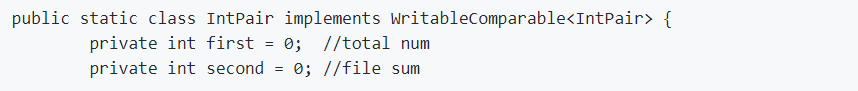 public static class IntPair implements WritableComparable<IntPair> {
private int first = 0;  //total num
private int second = 0; //file sum